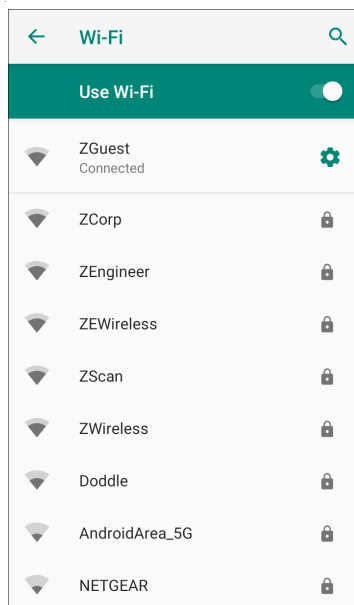 Wi-Fi
Use Wi-Fi
ZGuest
Connected
ZCorp
ZEngineer
ZEWireless
ZScan
ZWireless
Doddle
AndroidArea_5G
NETGEAR